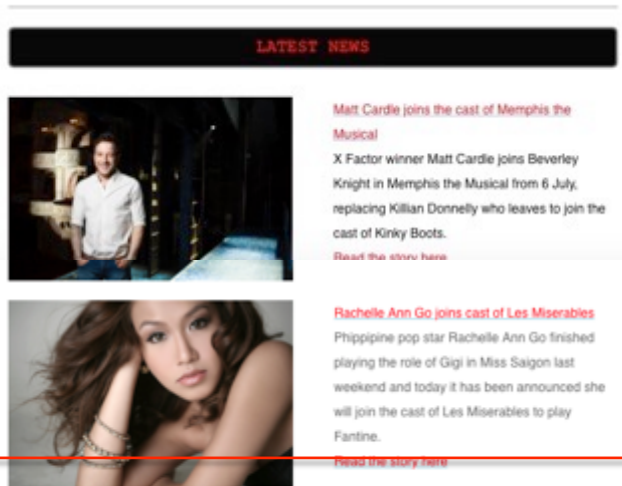 LATEST NEWS
Matt Cardle joins the cast of Memphis the
Musical
X Factor winner Matt Cardle joins Beverley
Knight in Memphis the Musical from 6 July,
replacing Killian Donnelly who leaves to join the
cast of Kinky Boots.
Read the story here
Rachelle Ann Go joins cast of Les Miserables
Phippipine pop star Rachelle Ann Go finished
playing the role of Gigi in Miss Saigon last
weekend and today it has been announced she
will join the cast of Les Miserables to play
Fantine.
Read the story here